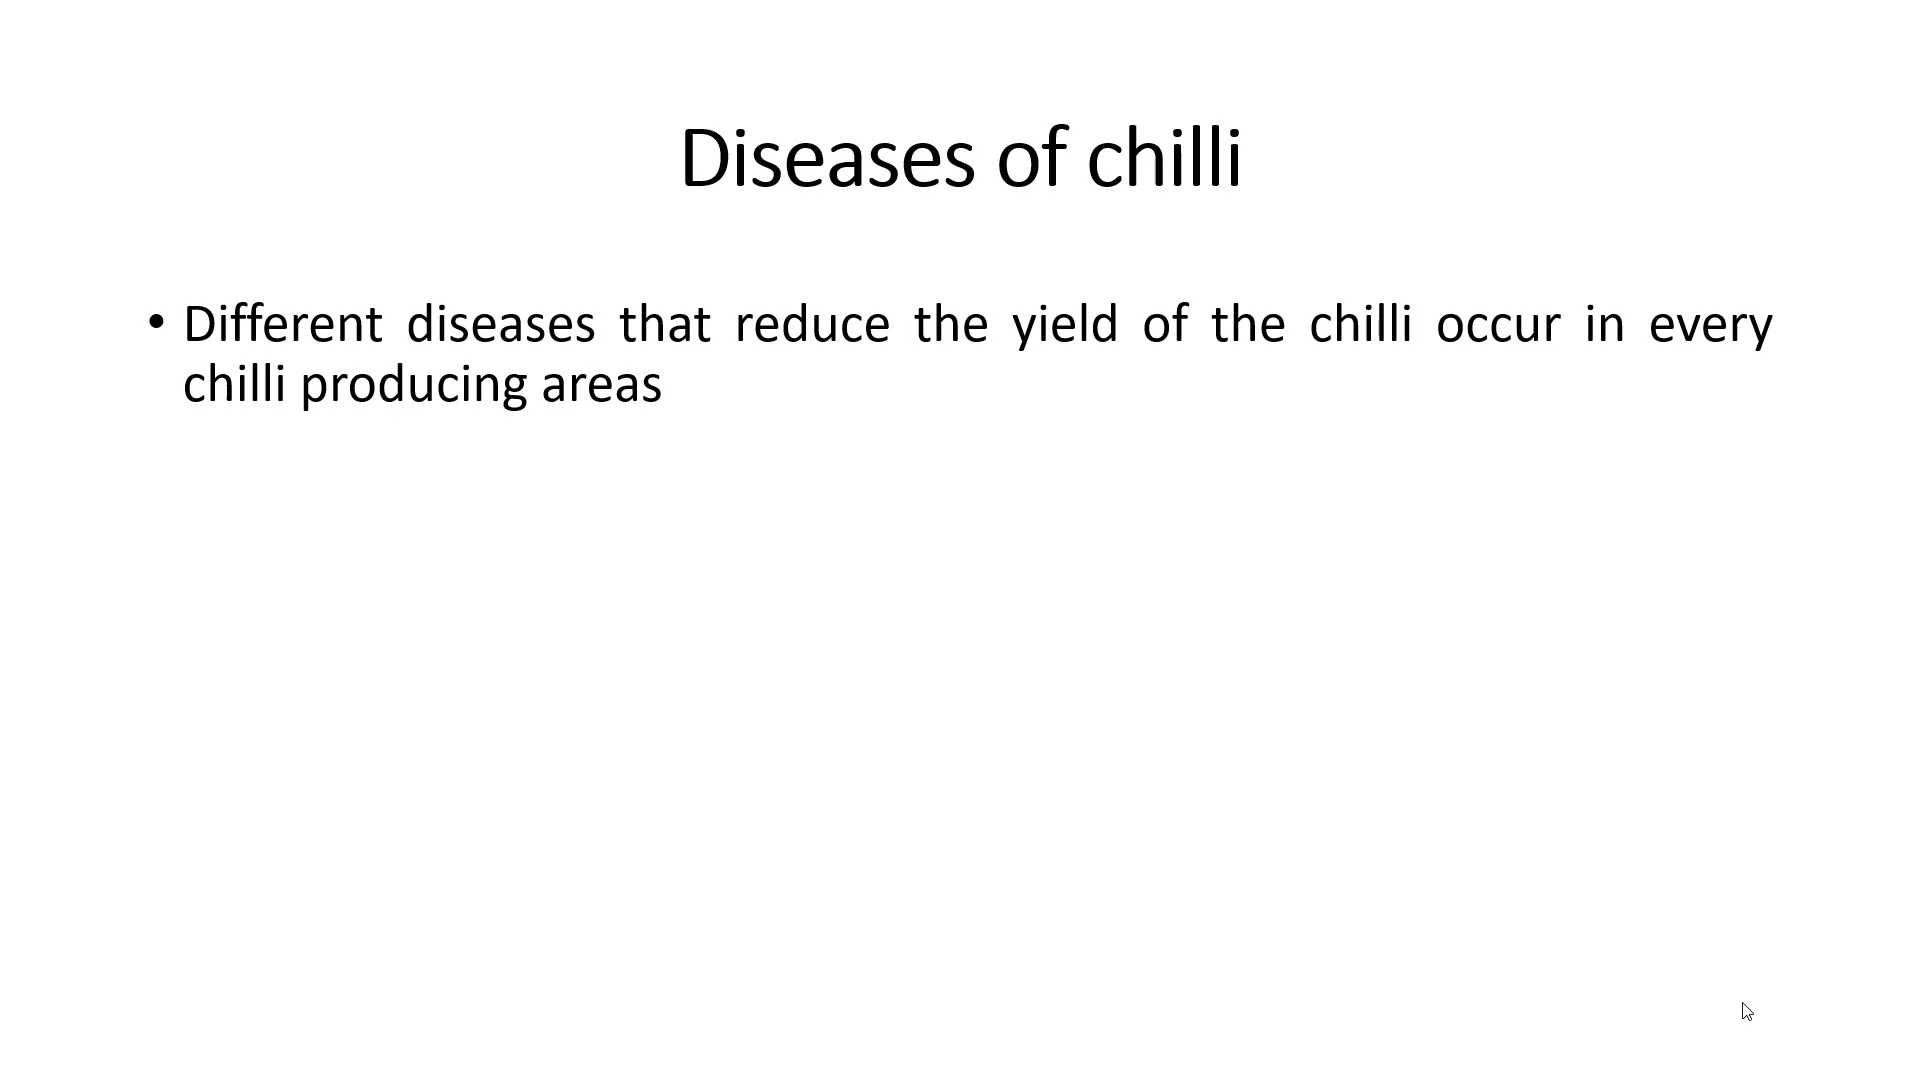 Diseases of chilli
• Different diseases that reduce the yield of the chilli occur in every
chilli producing areas